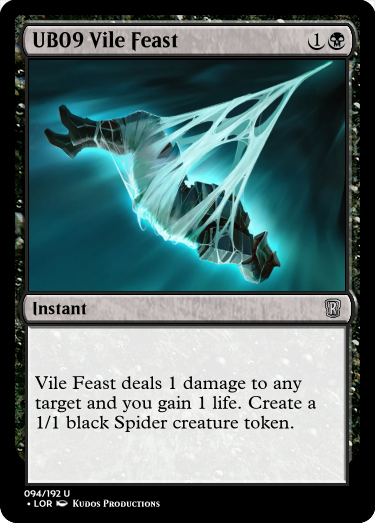 UB09 Vile Feast
1
Instant
R
Vile Feast deals 1 damage to any
target and you gain 1 life. Create a
1/1 black Spider creature token.
094/192 U
• LOR Kudos Productions